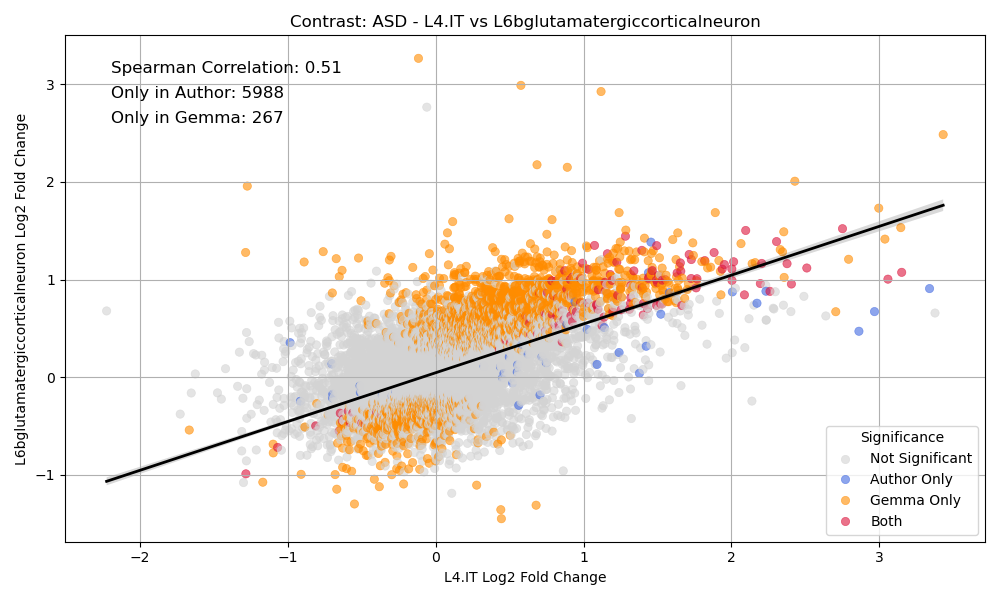 Contrast: ASD - L4.IT vs L6bglutamatergiccorticalneuron
Spearman Correlation: 0.51
Only in Author: 5988
Only in Gemma: 267
L6bglutamatergiccorticalneuron Log2 Fold Change
3
2
1
0
−1
−2
−1
0
1
2
3
L4.IT Log2 Fold Change
Significance
Not Significant
Author Only
Gemma Only
Both